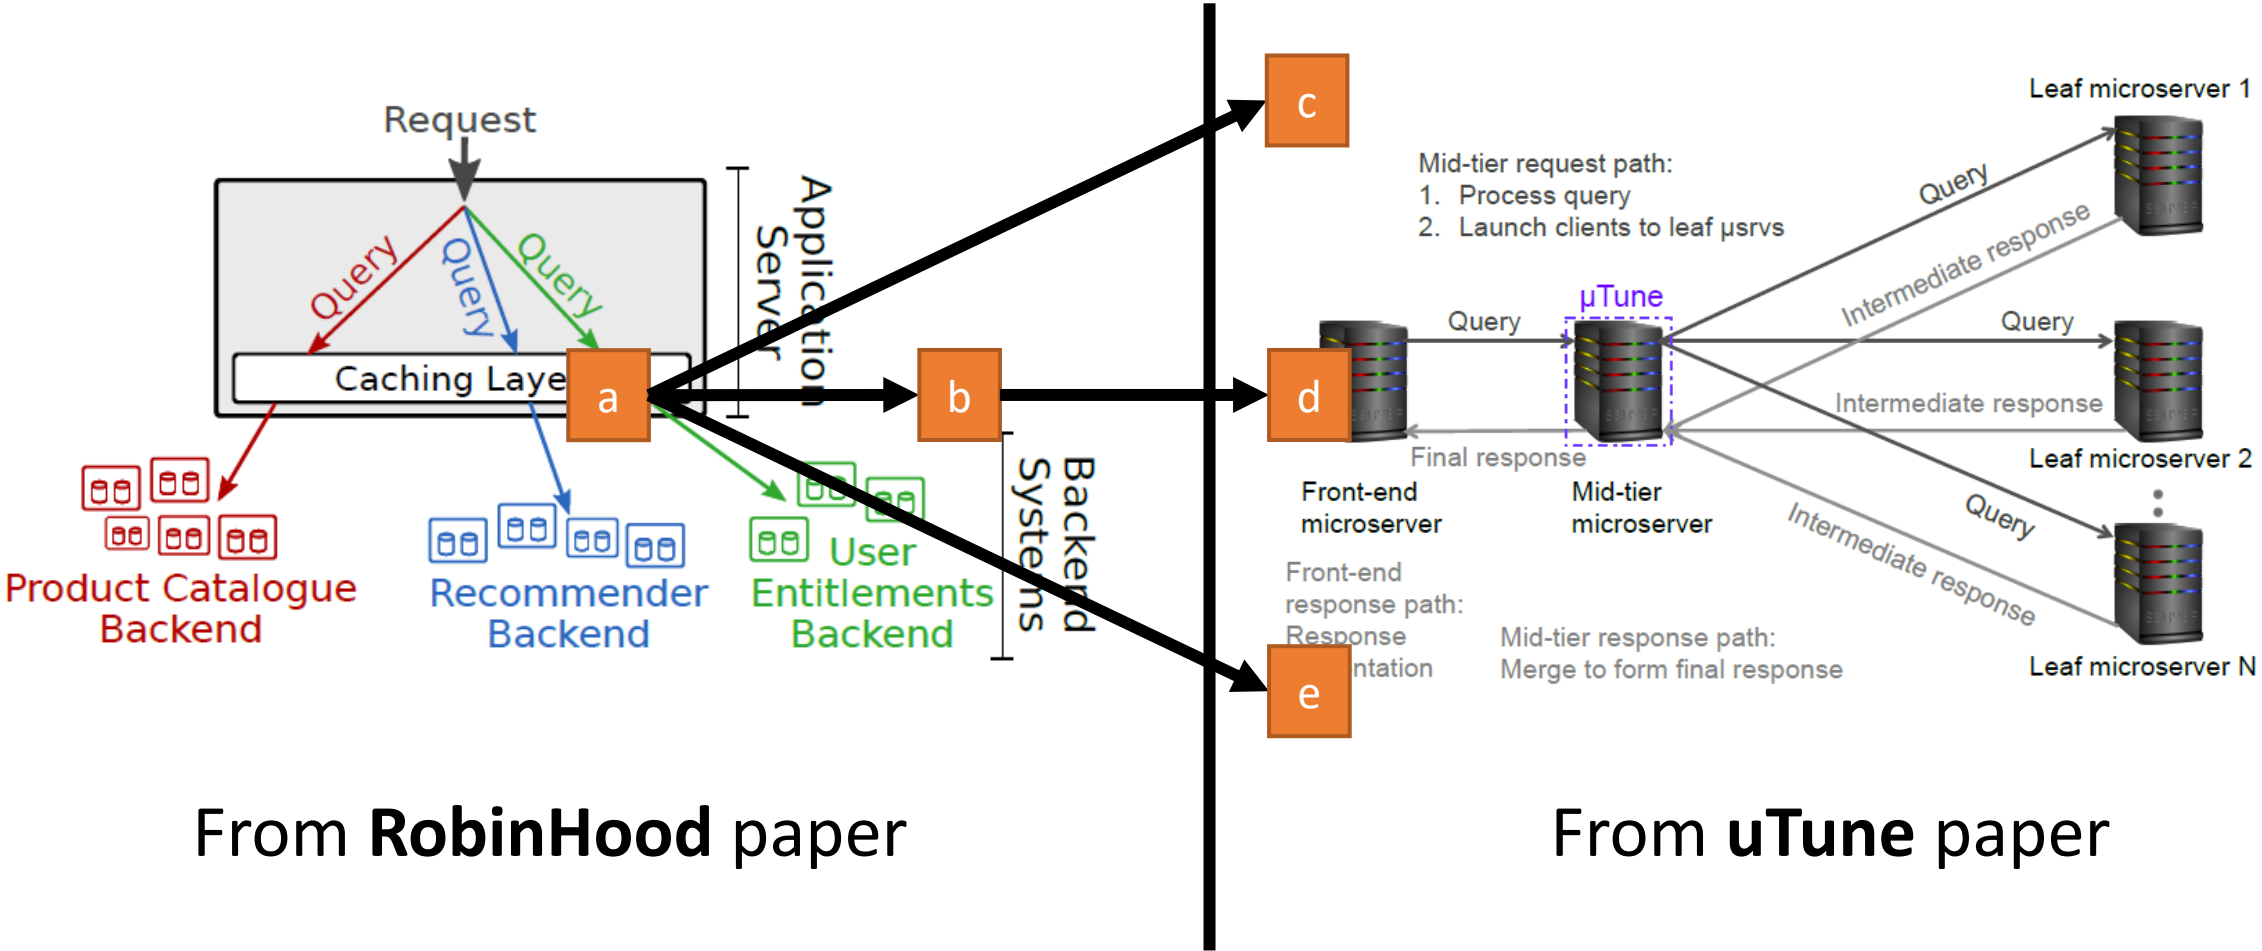 Request
Query
Query
Query
Caching Laye
Application
Server
Product Catalogue
Backend
Recommender
Backend
User
Entitlements
Backend
Backend
Systems
a
b
c
d
e
From RobinHood paper
Mid-tier request path:
1. Process query
2. Launch clients to leaf µsrvs
µTune
Query
Final response
Front-end
microserver
Mid-tier
microserver
Query
Intermediate response
Query
Intermediate response
Query
Intermediate response
Leaf microserver 1
Leaf microserver 2
Leaf microserver N
Front-end
response path:
Response
ntation
Mid-tier response path:
Merge to form final response
From uTune paper